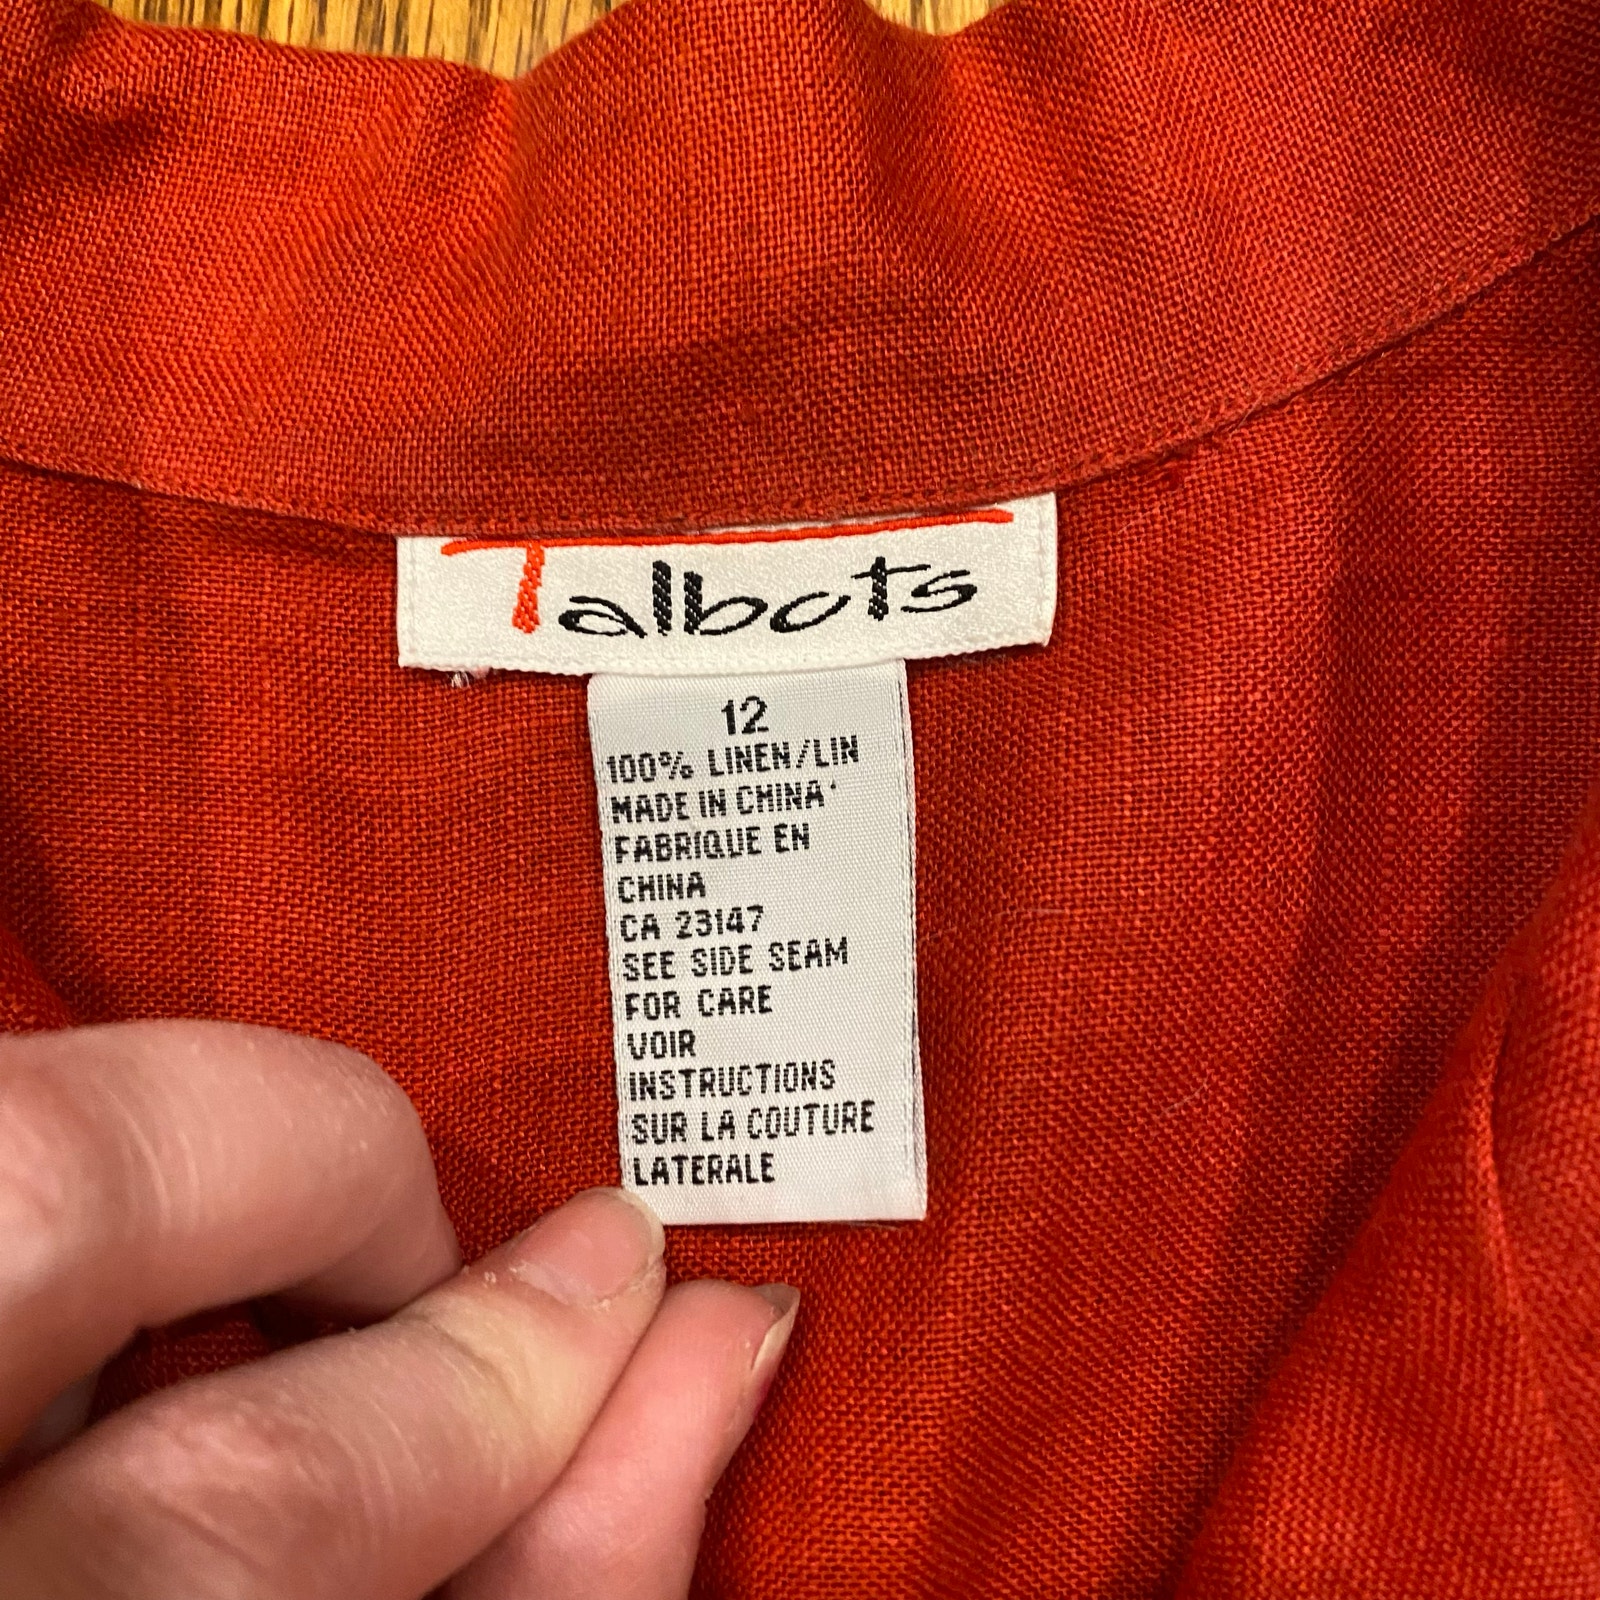 Talbots
12
100% LINEN/LIN
MADE IN CHINA
FABRIQUE EN
CHINA
CA 23147
SEE SIDE SEAM
FOR CARE
VOIR
INSTRUCTIONS
SUR LA COUTURE
LATERALE